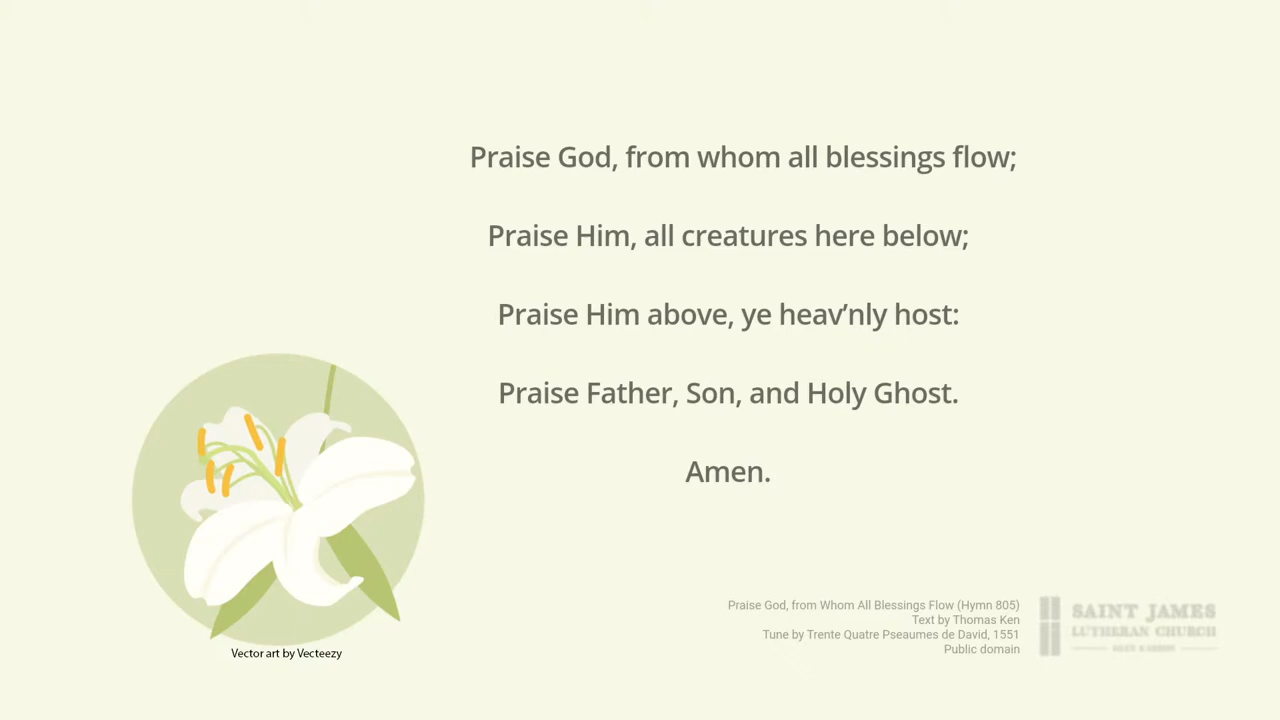 Praise God, from whom all blessings flow;
Praise Him, all creatures here below;
Praise Him above, ye heav’nly host:
Praise Father, Son, and Holy Ghost.
Amen.
Praise God, from Whom All Blessings Flow (Hymn 805)
Text by Thomas Ken
Tune by Trente Quatre Pseaumes de David, 1551
Public domain
SAINT JAMES
LUTHERAN CHURCH
Vector art by Vecteezy